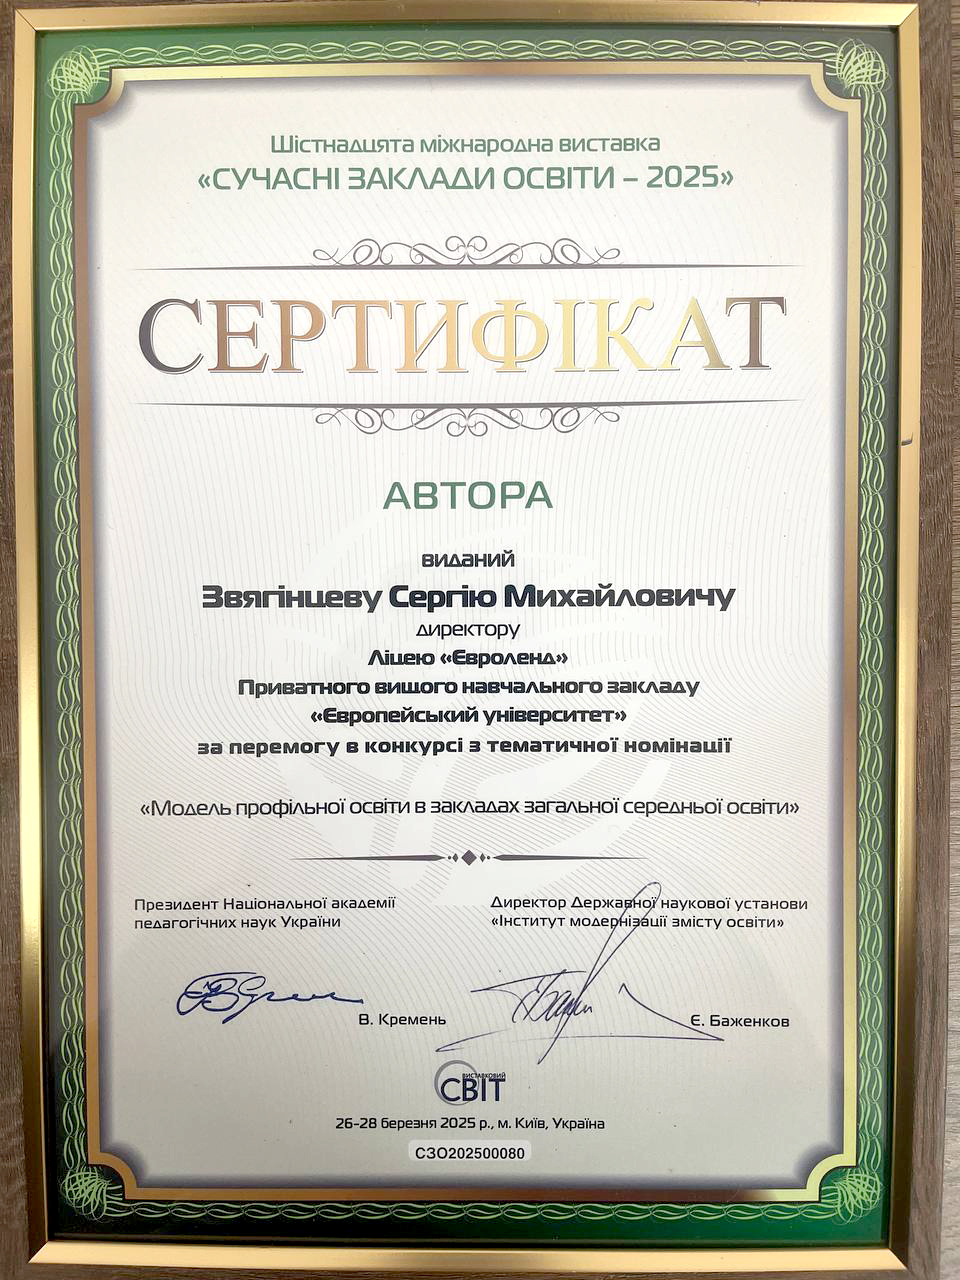 Шістнадцята міжнародна виставка
«СУЧАСНІ ЗАКЛАДИ ОСВІТИ – 2025»
СЕРТИФІКАТ
АВТОРА
виданий
Звягінцеву Сергію Михайловичу
директору
Ліцею «Євроленд»
Приватного вищого навчального закладу
«Європейський університет»
за перемогу в конкурсі з тематичної номінації
«Модель профільної освіти в закладах загальної середньої освіти»
Президент Національної академії
педагогічних наук України
В. Кремень
Директор Державної наукової установи
«Інститут модернізації змісту освіти»
Є. Баженков
ВИСТАВКОВИЙ
СВІТ
26-28 березня 2025 р., м. Київ, Україна
СЗО202500080